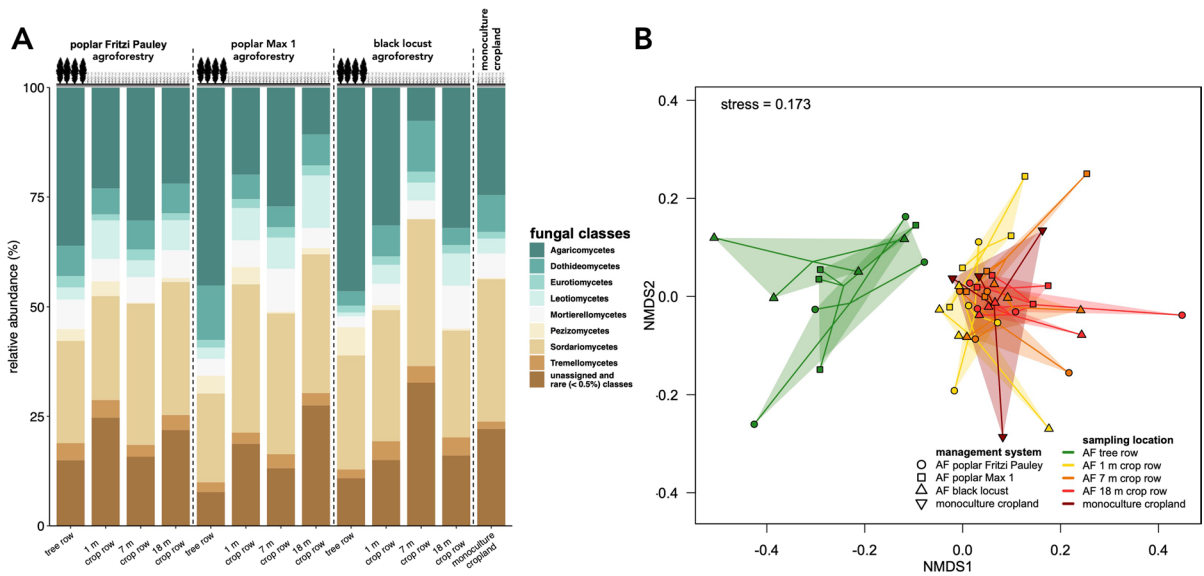 A
poplar Fritzi Pauley
agroforestry
poplar Max 1
agroforestry
black locust
agroforestry
monoculture
cropland
relative abundance (%)
100
75
50
25
0
tree row
1 m
crop row
7 m
crop row
18 m
crop row
tree row
1 m
crop row
7 m
crop row
18 m
crop row
tree row
1 m
crop row
7 m
crop row
18 m
crop row
monoculture
cropland
fungal classes
Agaricomycetes
Dothideomycetes
Eurotiomycetes
Leotiomycetes
Mortierellomycetes
Pezizomycetes
Sordariomycetes
Tremellomycetes
unassigned and
rare (< 0.5%) classes
B
stress = 0.173
NMDS2
0.4
0.2
0.0
-0.2
-0.4
-0.4
-0.2
0.0
0.2
0.4
NMDS1
management system
AF poplar Fritzi Pauley
AF poplar Max 1
AF black locust
monoculture cropland
sampling location
AF tree row
AF 1 m crop row
AF 7 m crop row
AF 18 m crop row
monoculture cropland